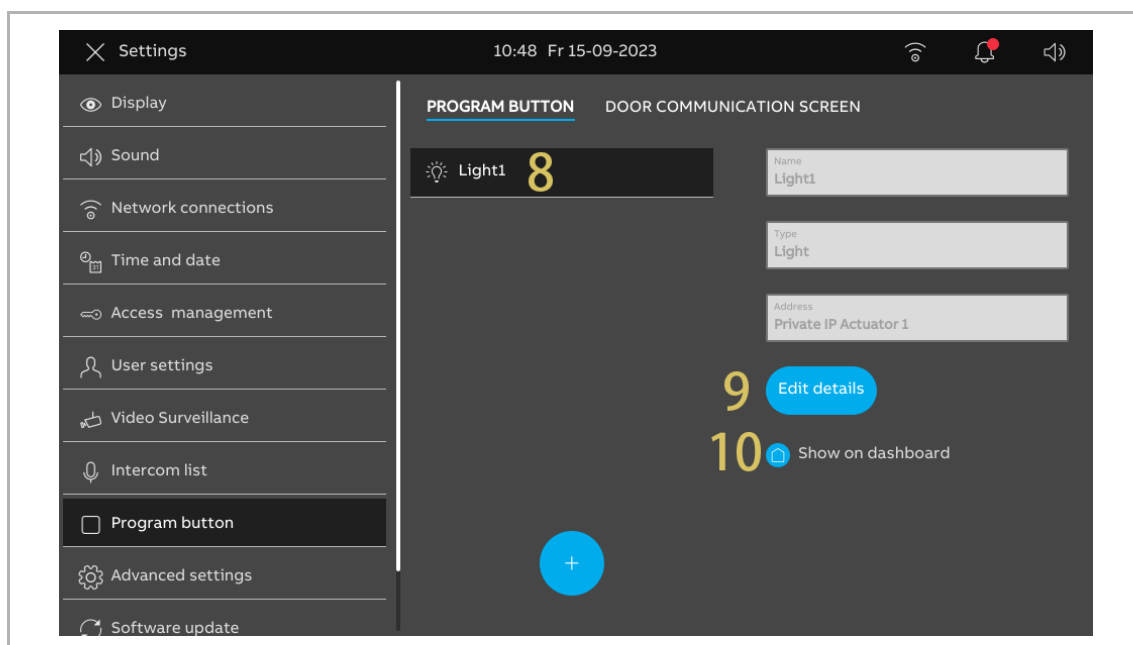 Settings
10:48 Fr 15-09-2023
Display
Sound
Network connections
31
Time and date
Access management
User settings
Video Surveillance
Intercom list
Program button
Advanced settings
Software update
PROGRAM BUTTON
DOOR COMMUNICATION SCREEN
Light1
8
Name
Light1
Type
Light
Address
Private IP Actuator 1
9
Edit details
10
Show on dashboard
+